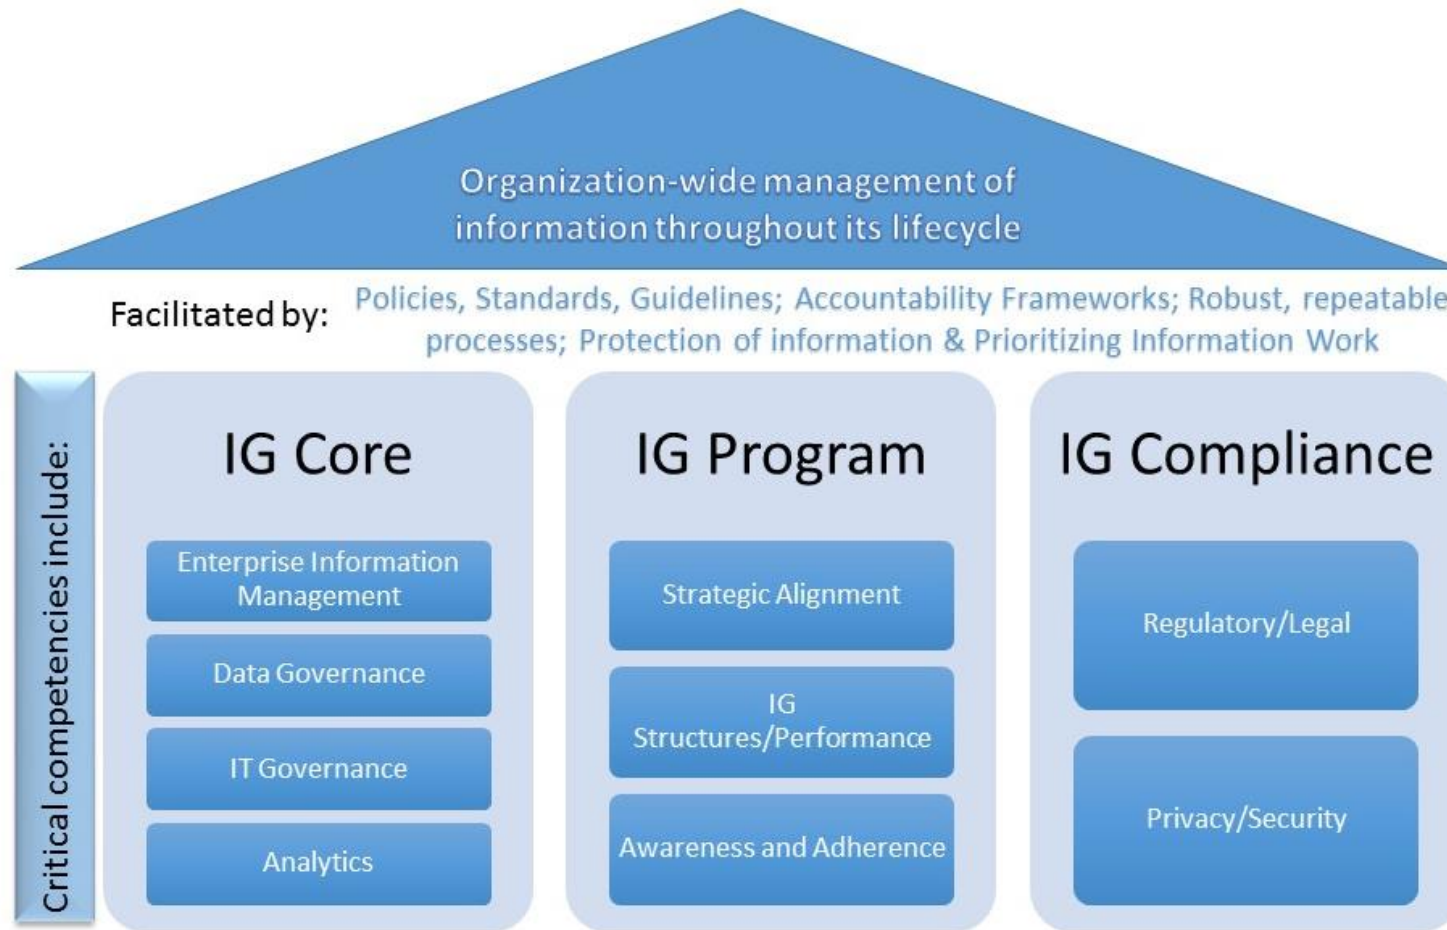 Organization-wide management of
information throughout its lifecycle
Facilitated by:
Policies, Standards, Guidelines; Accountability Frameworks; Robust, repeatable
processes; Protection of information & Prioritizing Information Work
Critical competencies include:
IG Core
Enterprise Information
Management
Data Governance
IT Governance
Analytics
IG Program
Strategic Alignment
IG
Structures/Performance
Awareness and Adherence
IG Compliance
Regulatory/Legal
Privacy/Security